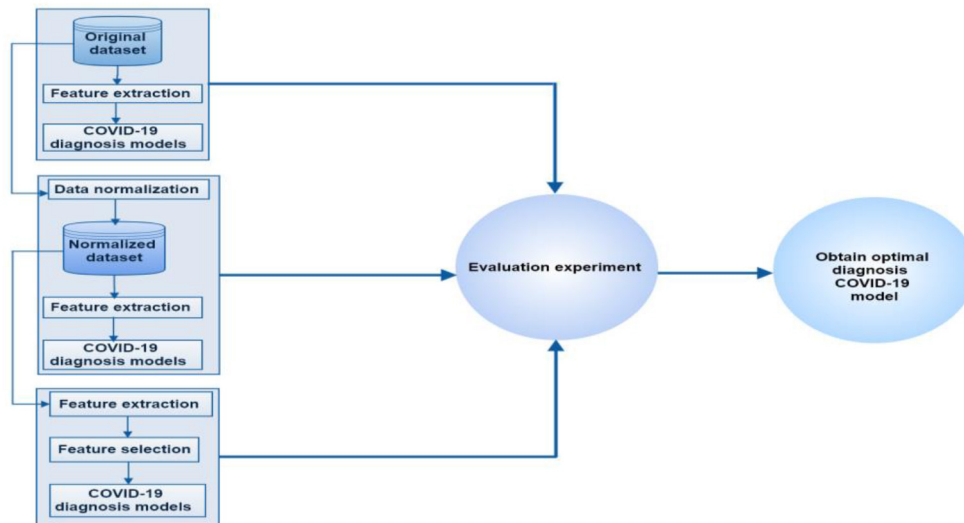 Original
dataset
Feature extraction
COVID-19
diagnosis models
Data normalization
Normalized
dataset
Feature extraction
COVID-19
diagnosis models
Feature extraction
Feature selection
COVID-19
diagnosis models
Evaluation experiment
Obtain optimal
diagnosis
COVID-19
model